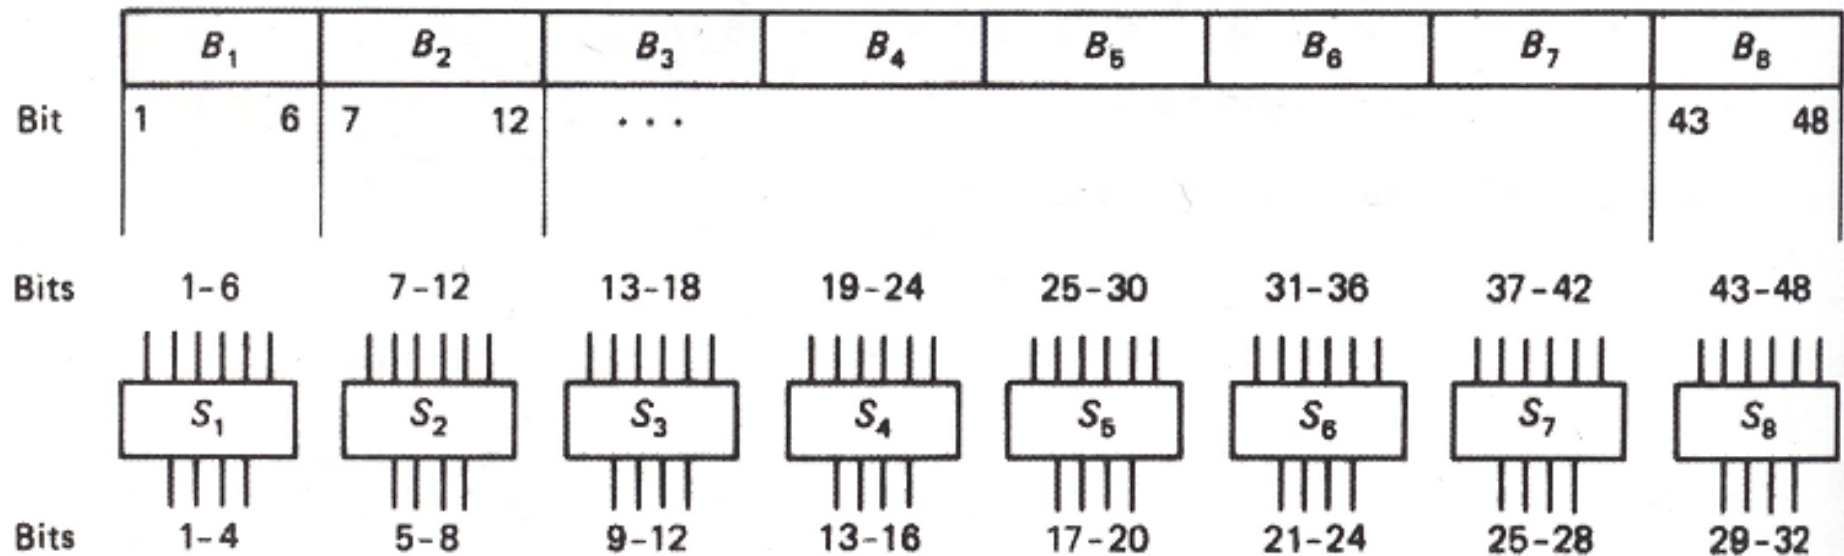 B₁ B₂ B₃ B₄ B₅ B₆ B₇ B₈
Bit 1 6 7 12 ... 43 48
Bits 1-6 7-12 13-18 19-24 25-30 31-36 37-42 43-48
S₁ S₂ S₃ S₄ S₅ S₆ S₇ S₈
Bits 1-4 5-8 9-12 13-16 17-20 21-24 25-28 29-32